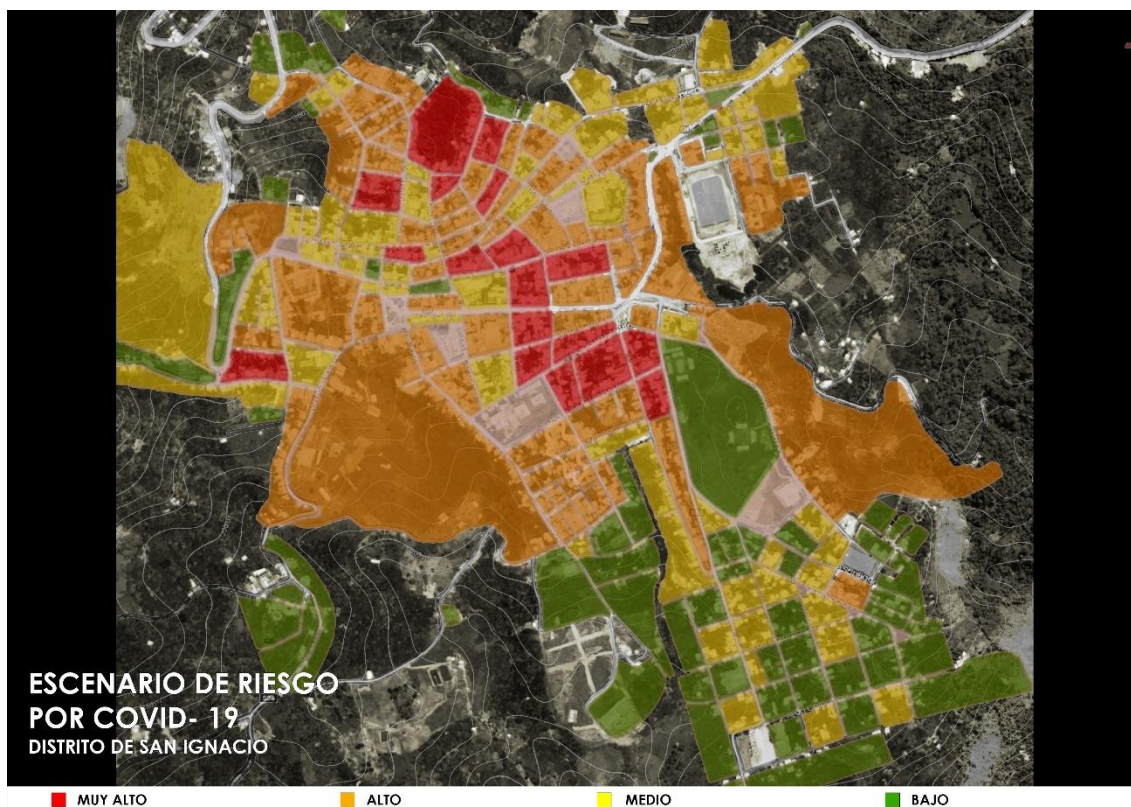 ESCENARIO DE RIESGO
POR COVID- 19
DISTRITO DE SAN IGNACIO
MUY ALTO
ALTO
MEDIO
BAJO